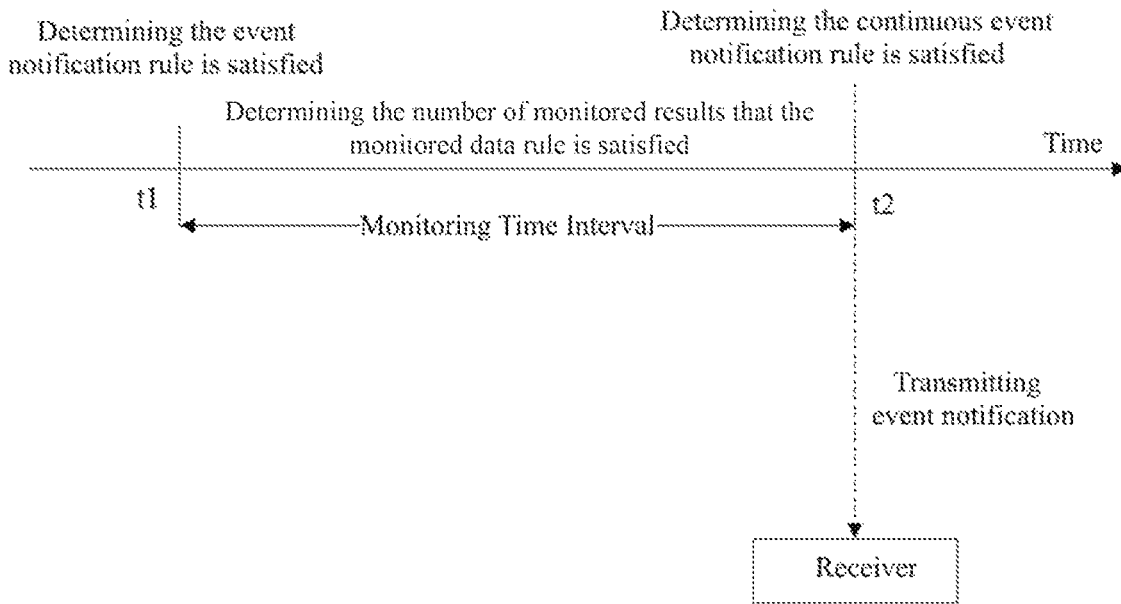 Determining the event
notification rule is satisfied
Determining the continuous event
notification rule is satisfied
Determining the number of monitored results that the
monitored data rule is satisfied
Time
t1
t2
Monitoring Time Interval
Transmitting
event notification
Receiver